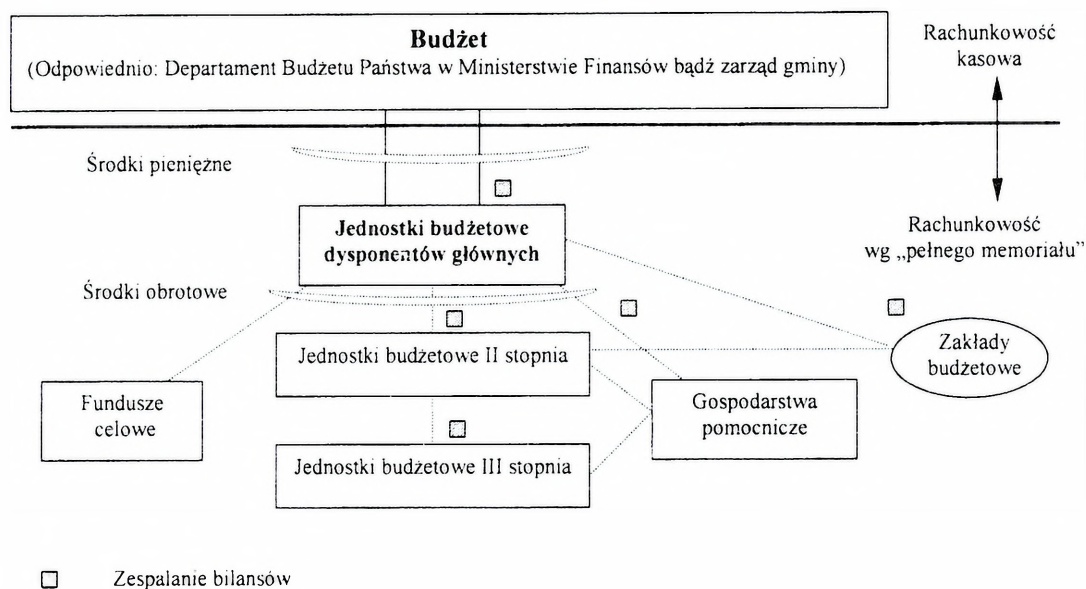 Budżet
(Odpowiednio: Departament Budżetu Państwa w Ministerstwie Finansów bądź zarząd gminy)
Rachunkowość
kasowa
Środki pieniężne
Jednostki budżetowe
dysponentów głównych
Rachunkowość
wg „pełnego memoriału”
Środki obrotowe
Jednostki budżetowe II stopnia
Zakłady
budżetowe
Fundusze
celowe
Gospodarstwa
pomocnicze
Jednostki budżetowe III stopnia
Zespalanie bilansów